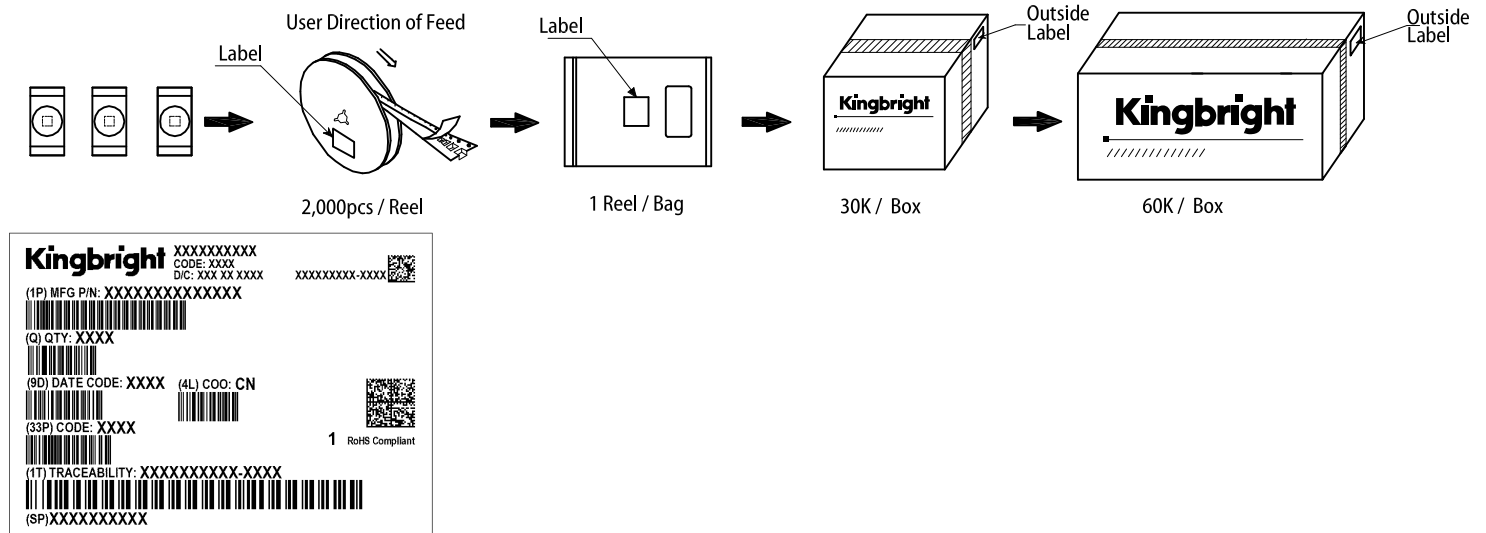 User Direction of Feed
Label
Label
Outside
Label
Outside
Label
Kingbright
Kingbright
2,000pcs / Reel
1 Reel / Bag
30K / Box
60K / Box
Kingbright
XXXXXXXXXX
CODE: XXXX
D/C: XXX XX XXXX
XXXXXXXXX-XXXX
(1P) MFG P/N: XXXXXXXXXXXXXX
(Q) QTY: XXXX
(9D) DATE CODE: XXXX
(4L) COO: CN
(33P) CODE: XXXX
1 RoHS Compliant
(1T) TRACEABILITY: XXXXXXXXXX-XXXX
(SP)XXXXXXXXXX